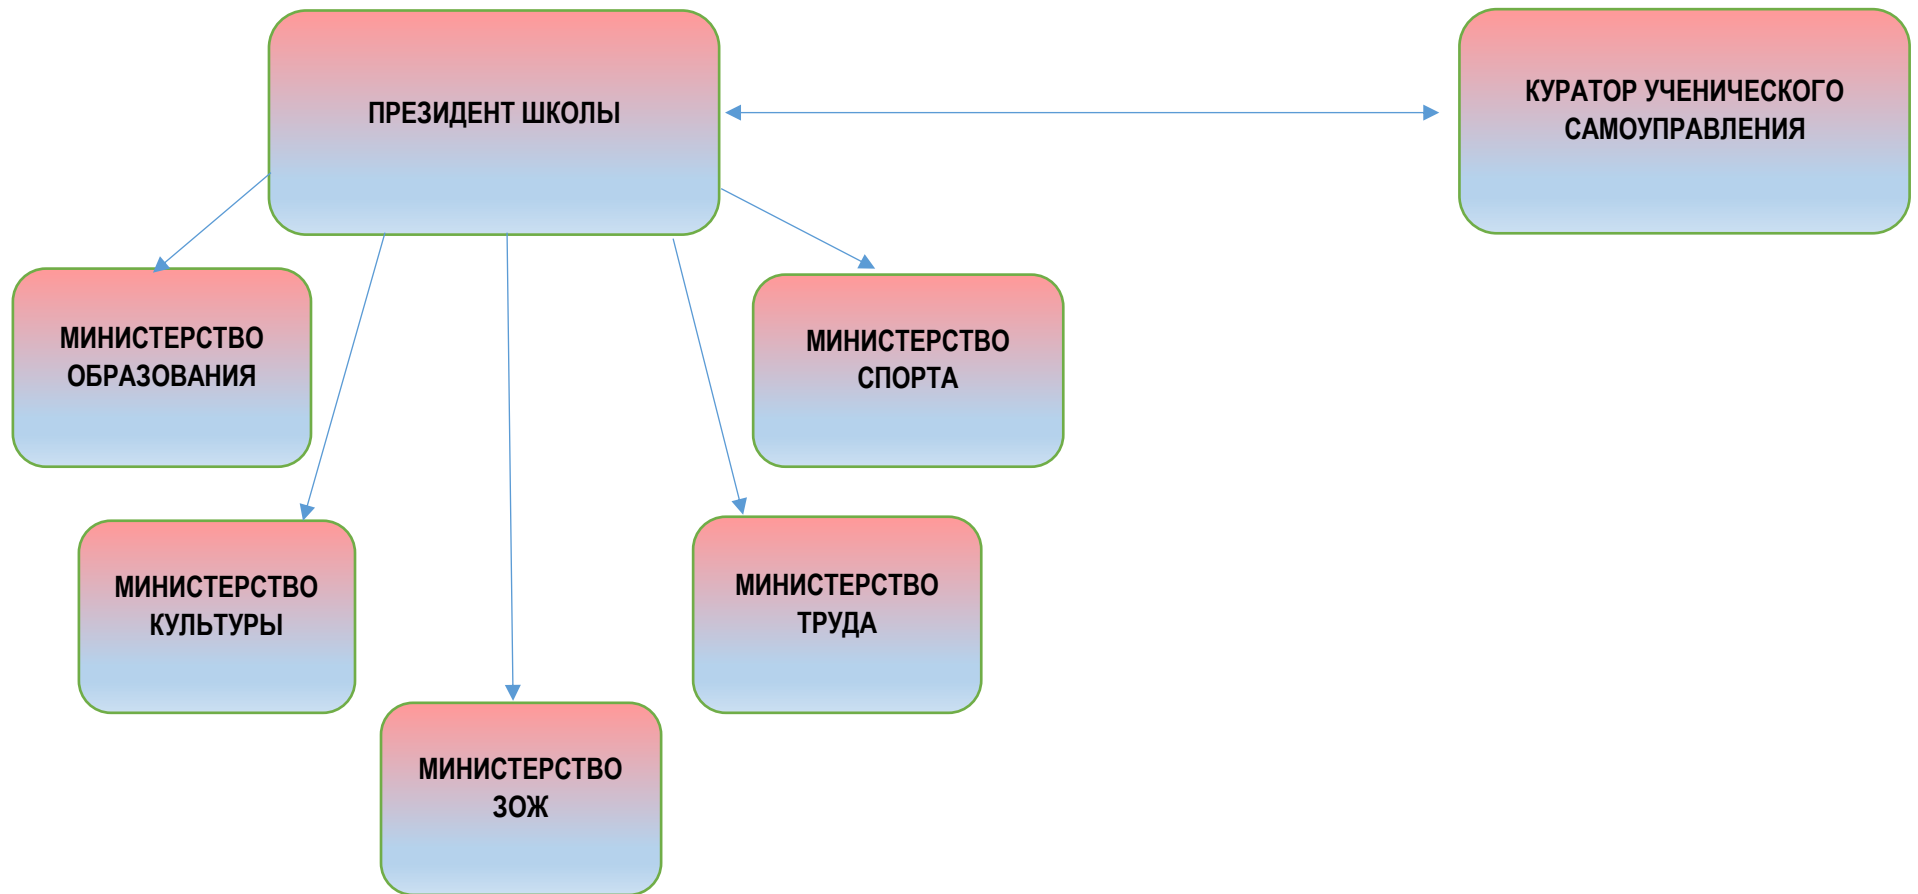 ПРЕЗИДЕНТ ШКОЛЫ
КУРАТОР УЧЕНИЧЕСКОГО
САМОУПРАВЛЕНИЯ
МИНИСТЕРСТВО
ОБРАЗОВАНИЯ
МИНИСТЕРСТВО
СПОРТА
МИНИСТЕРСТВО
КУЛЬТУРЫ
МИНИСТЕРСТВО
ТРУДА
МИНИСТЕРСТВО
ЗОЖ